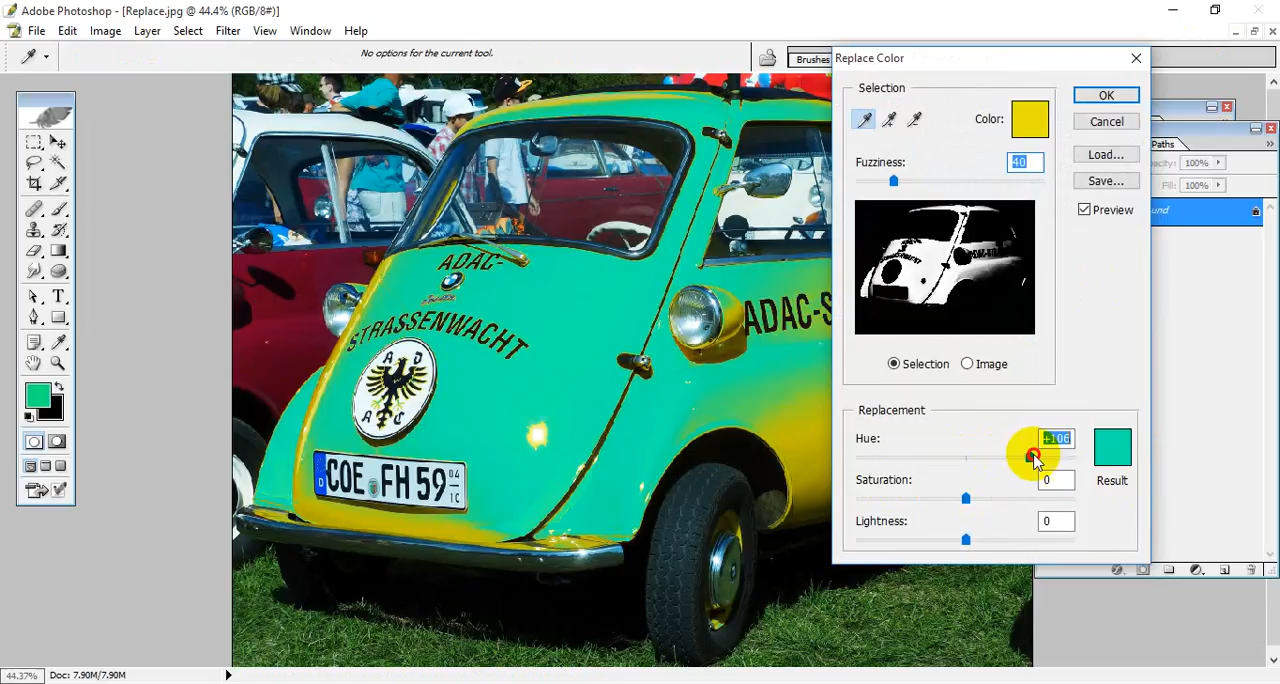 Adobe Photoshop - [Replace.jpg @ 44.4% (RGB/8#)]
File Edit Image Layer Select Filter View Window Help
No options for the current tool.
Brushes
Replace Color
Selection
Color:
Fuzziness:
40
OK
Cancel
Load...
Save...
Preview
Selection
Image
Replacement
Hue:
+106
Saturation:
0
Lightness:
0
Result
Paths
100%
Fill: 100%
ADAC-
STRASSENWACHT
ADAC-S
A D
A C
D
COE FH 59
04
1C
44.37%
Doc: 7.90M/7.90M